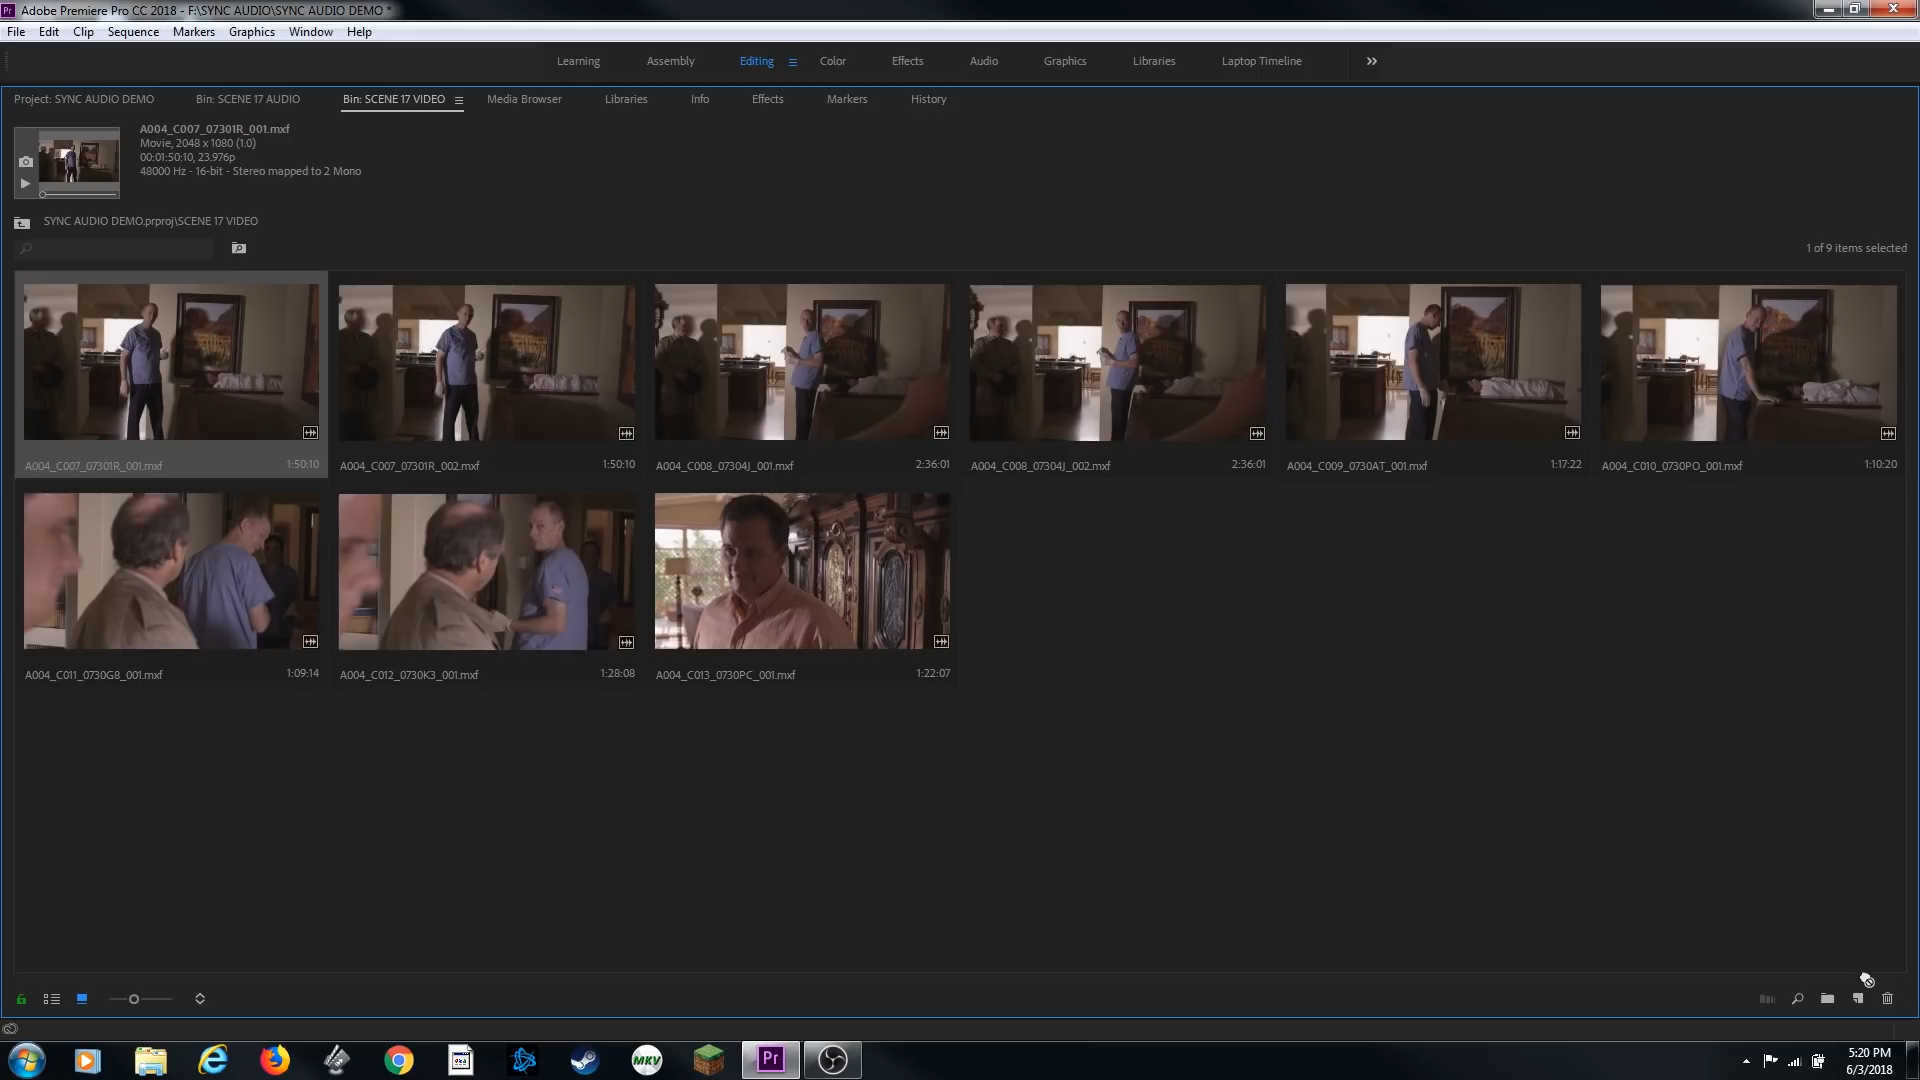 Adobe Premiere Pro CC 2018 - F:\SYNC AUDIO\SYNC AUDIO DEMO *
File Edit Clip Sequence Markers Graphics Window Help
Learning Assembly Editing Color Effects Audio Graphics Libraries Laptop Timeline
Project: SYNC AUDIO DEMO Bin: SCENE 17 AUDIO Bin: SCENE 17 VIDEO Media Browser Libraries Info Effects Markers History
A004_C007_07301R_001.mxf
Movie, 2048 x 1080 (1.0)
00:01:50:10, 23.976p
48000 Hz - 16-bit - Stereo mapped to 2 Mono
SYNC AUDIO DEMO.prproj\SCENE 17 VIDEO
1 of 9 items selected
A004_C007_07301R_001.mxf 1:50:10 A004_C007_07301R_002.mxf 1:50:10 A004_C008_07304J_001.mxf 2:36:01 A004_C008_07304J_002.mxf 2:36:01 A004_C009_0730AT_001.mxf 1:17:22 A004_C010_0730PO_001.mxf 1:10:20
A004_C011_0730G8_001.mxf 1:09:14 A004_C012_0730K3_001.mxf 1:28:08 A004_C013_0730PC_001.mxf 1:22:07
MKV
Pr
5:20 PM
6/3/2018